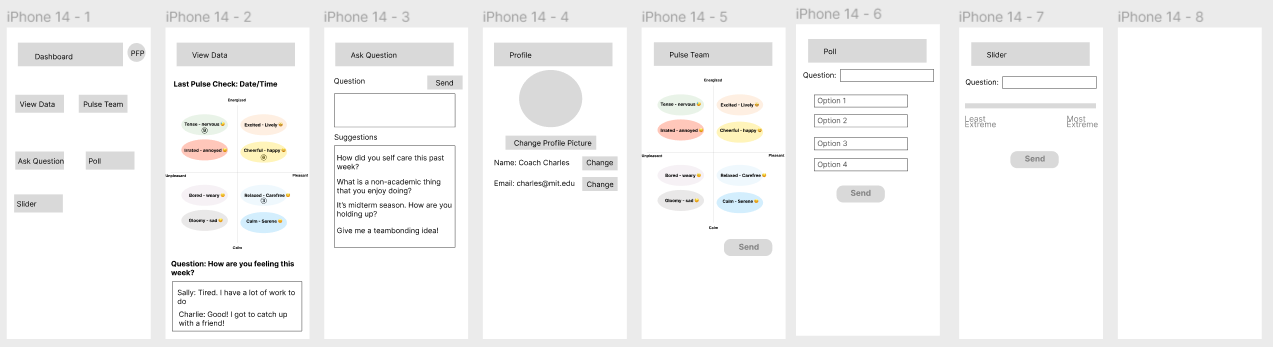 iPhone 14 - 1
Dashboard
PFP
View Data
Pulse Team
Ask Question
Poll
Slider
iPhone 14 - 2
View Data
Last Pulse Check: Date/Time
Energized
Tense - nervous
Excited - Lively
Irrated - annoyed
Cheerful - happy
Unpleasant
Pleasant
Bored - weary
Relaxed - Carefree
Gloomy - sad
Calm - Serene
Calm
Question: How are you feeling this
week?
Sally: Tired. I have a lot of work to
do
Charlie: Good! I got to catch up
with a friend!
iPhone 14 - 3
Ask Question
Question
Send
Suggestions
How did you self care this past
week?
What is a non-academic thing
that you enjoy doing?
It's midterm season. How are you
holding up?
Give me a teambonding idea!
iPhone 14 - 4
Profile
Change Profile Picture
Name: Coach Charles
Change
Email: charles@mit.edu
Change
iPhone 14 - 5
Pulse Team
Energized
Tense - nervous
Excited - Lively
Irrated - annoyed
Cheerful - happy
Unpleasant
Pleasant
Bored - weary
Relaxed - Carefree
Gloomy - sad
Calm - Serene
Calm
Send
iPhone 14 - 6
Poll
Question:
Option 1
Option 2
Option 3
Option 4
Send
iPhone 14 - 7
Slider
Question:
Least
Extreme
Most
Extreme
Send
iPhone 14 - 8